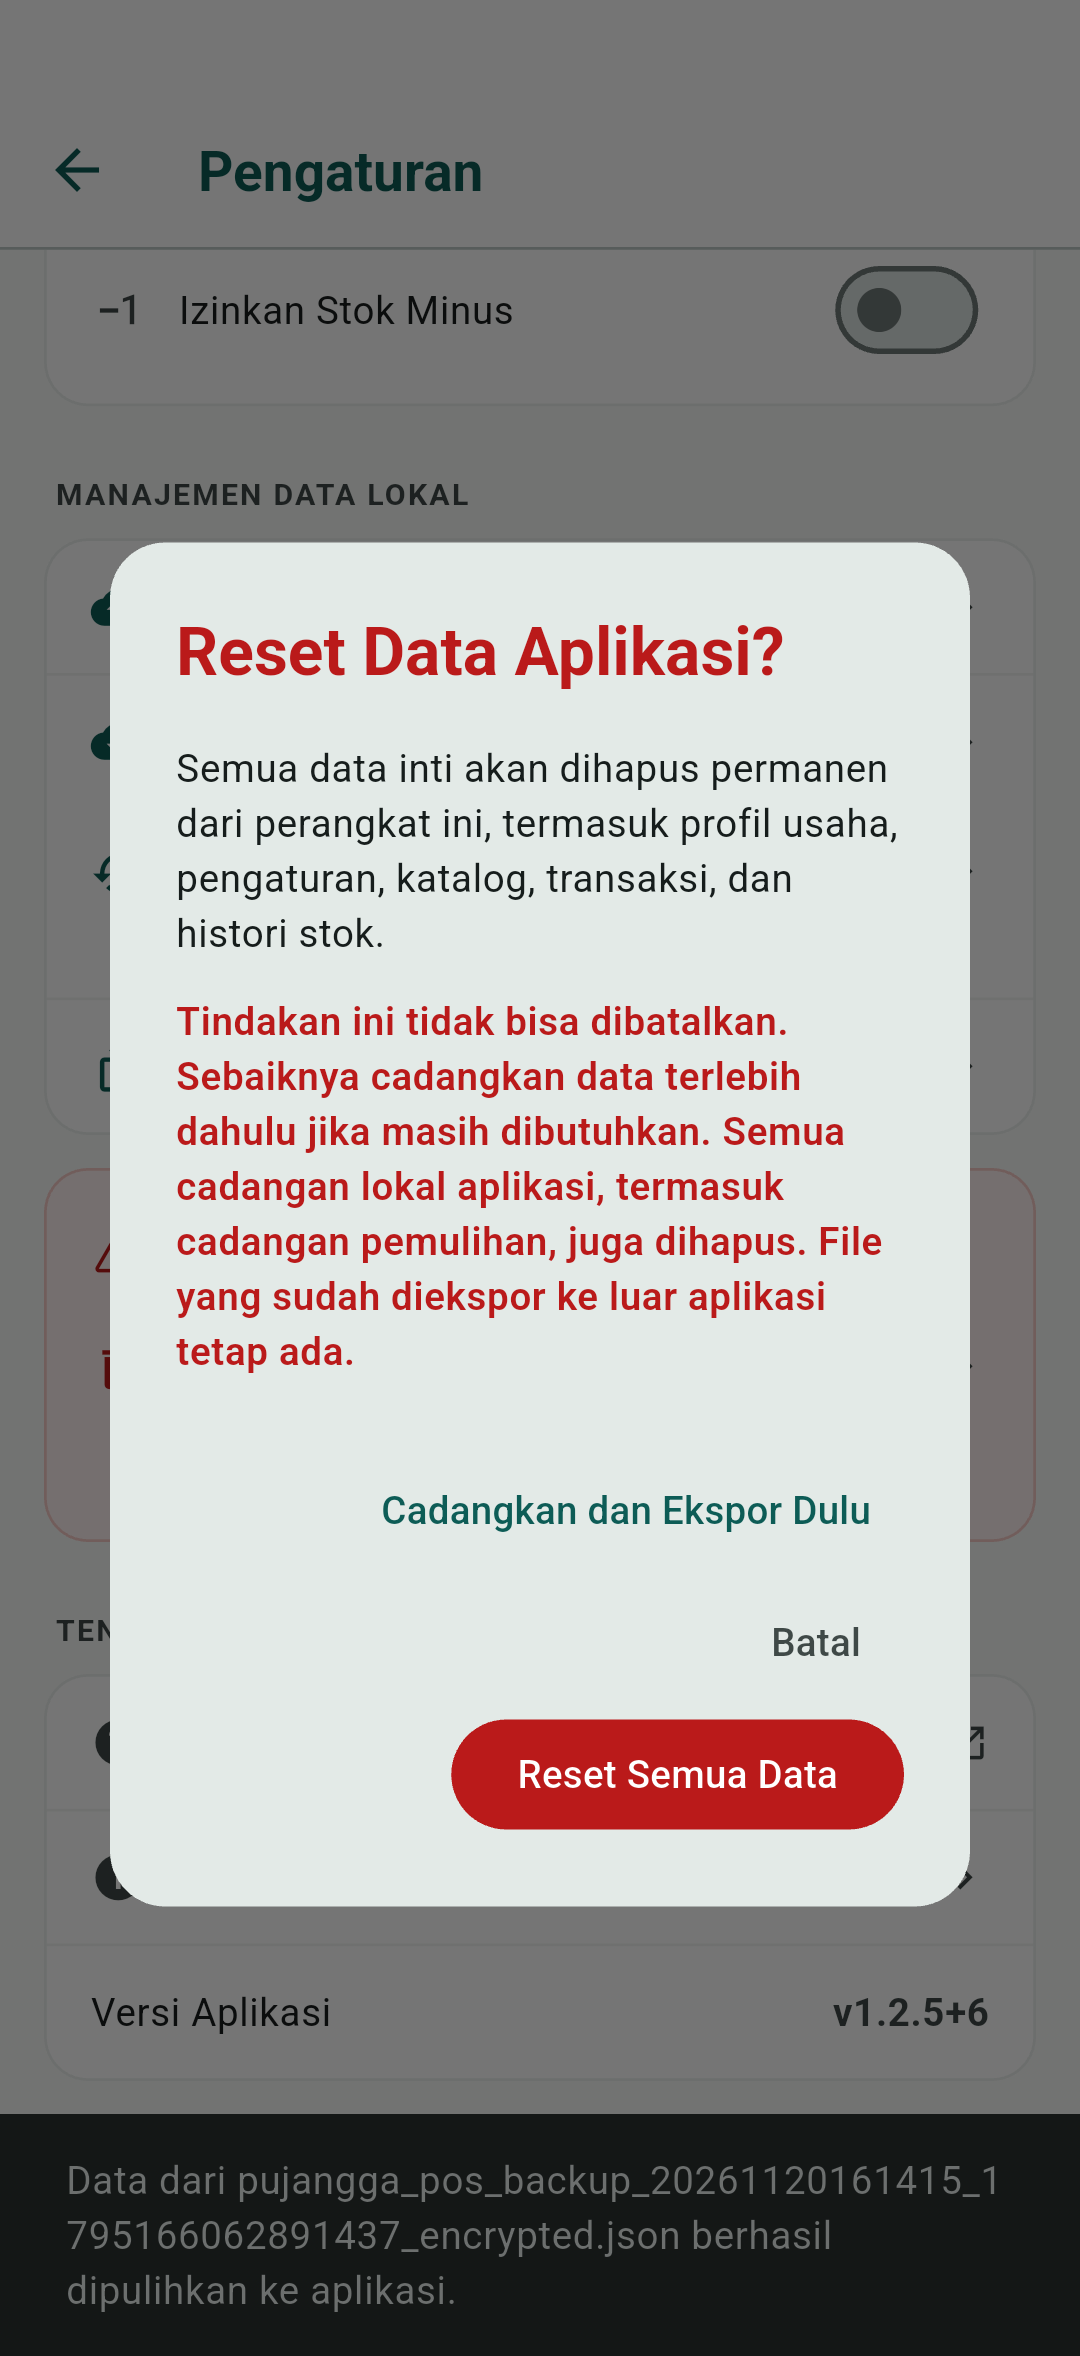 Pengaturan
−1 Izinkan Stok Minus
MANAJEMEN DATA LOKAL
Reset Data Aplikasi?
Semua data inti akan dihapus permanen
dari perangkat ini, termasuk profil usaha,
pengaturan, katalog, transaksi, dan
histori stok.
Tindakan ini tidak bisa dibatalkan.
Sebaiknya cadangkan data terlebih
dahulu jika masih dibutuhkan. Semua
cadangan lokal aplikasi, termasuk
cadangan pemulihan, juga dihapus. File
yang sudah diekspor ke luar aplikasi
tetap ada.
Cadangkan dan Ekspor Dulu
Batal
Reset Semua Data
Versi Aplikasi v1.2.5+6
Data dari pujangga_pos_backup_20261120161415_1
795166062891437_encrypted.json berhasil
dipulihkan ke aplikasi.